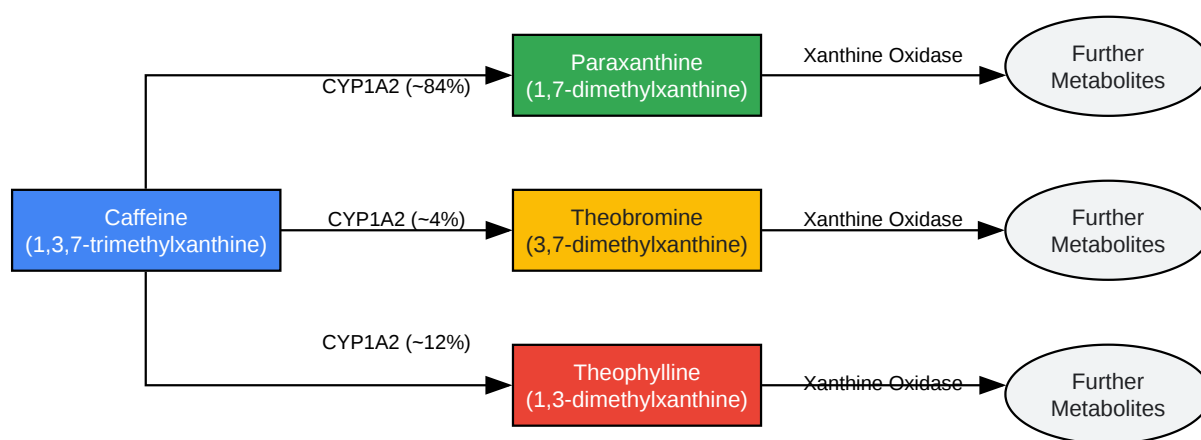 CYP1A2 (~84%)
Paraxanthine
(1,7-dimethylxanthine)
Xanthine Oxidase
Further
Metabolites
Caffeine
(1,3,7-trimethylxanthine)
CYP1A2 (~4%)
Theobromine
(3,7-dimethylxanthine)
Xanthine Oxidase
Further
Metabolites
CYP1A2 (~12%)
Theophylline
(1,3-dimethylxanthine)
Xanthine Oxidase
Further
Metabolites